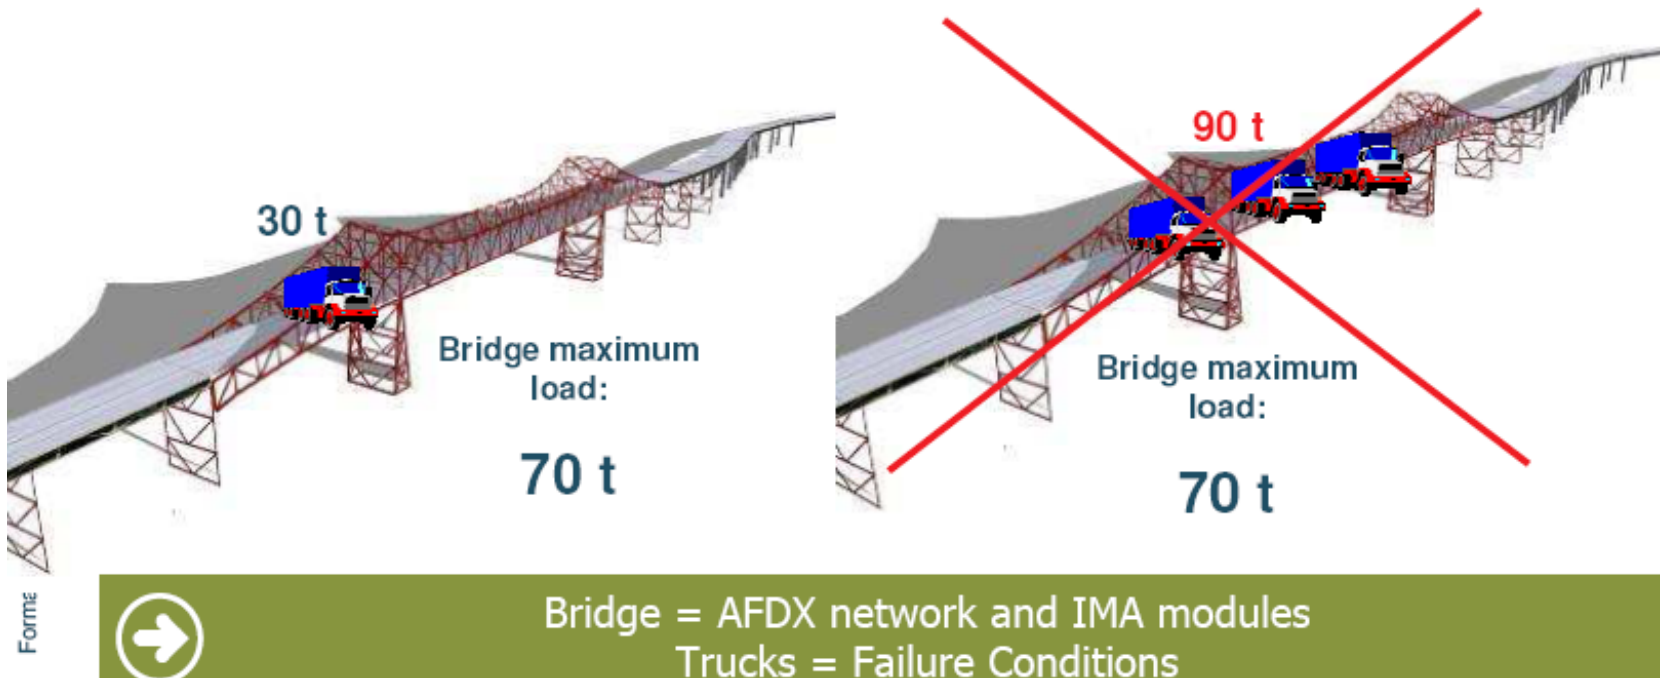 30 t
Bridge maximum
load:
70 t
90 t
Bridge maximum
load:
70 t
Bridge = AFDX network and IMA modules
Trucks = Failure Conditions